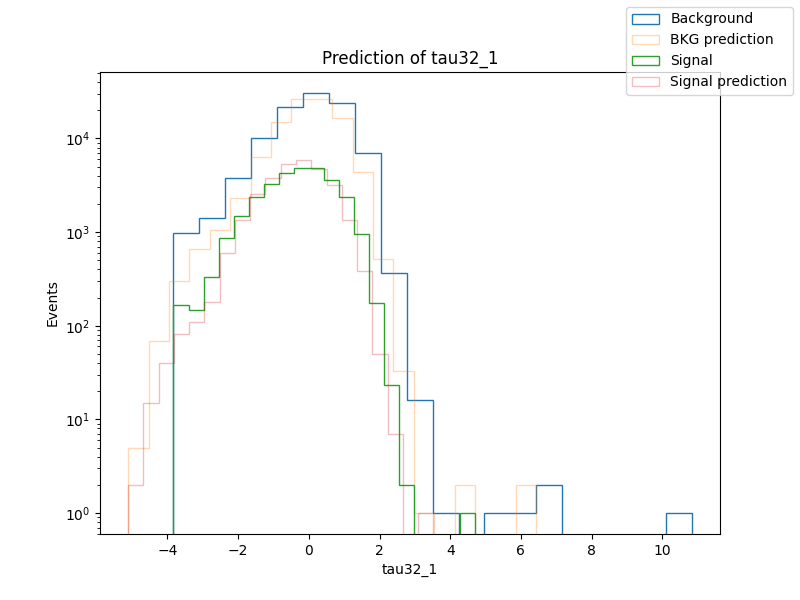 Background
BKG prediction
Signal
Signal prediction
Prediction of tau32_1
Events
10⁴
10³
10²
10¹
10⁰
−4 −2 0 2 4 6 8 10
tau32_1